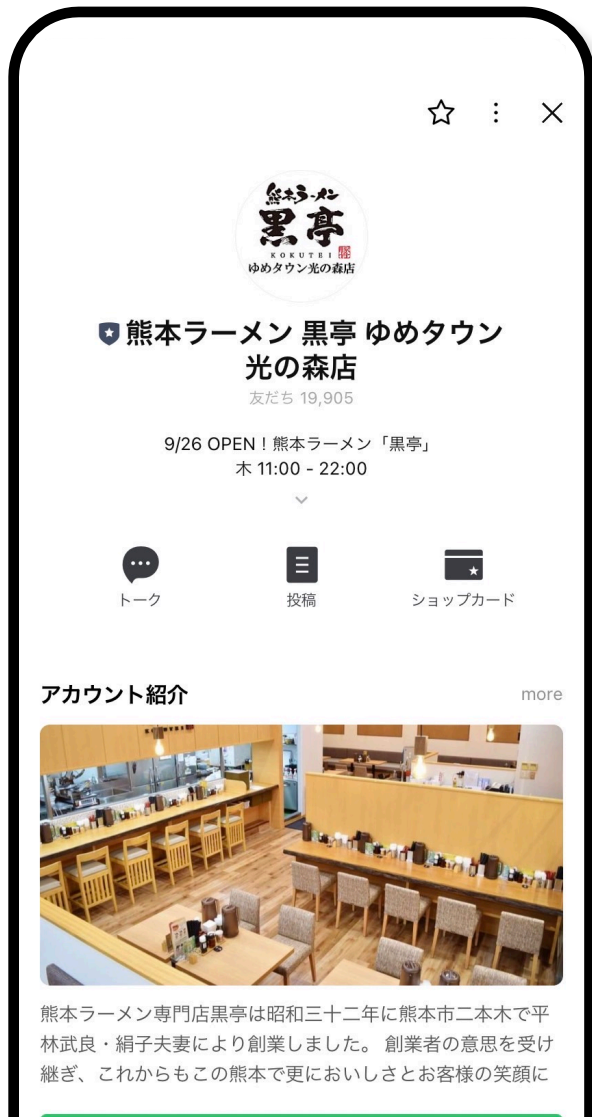 熊本ラーメン
黒亭
KOKUTEI
ゆめタウン光の森店
熊本ラーメン 黒亭 ゆめタウン
光の森店
友だち 19,905
9/26 OPEN！熊本ラーメン「黒亭」
木 11:00 - 22:00
トーク
投稿
ショップカード
アカウント紹介
more
熊本ラーメン専門店黒亭は昭和三十二年に熊本市二本木で平
林武良・絹子夫妻により創業しました。 創業者の意思を受け
継ぎ、これからもこの熊本で更においしさとお客様の笑顔に